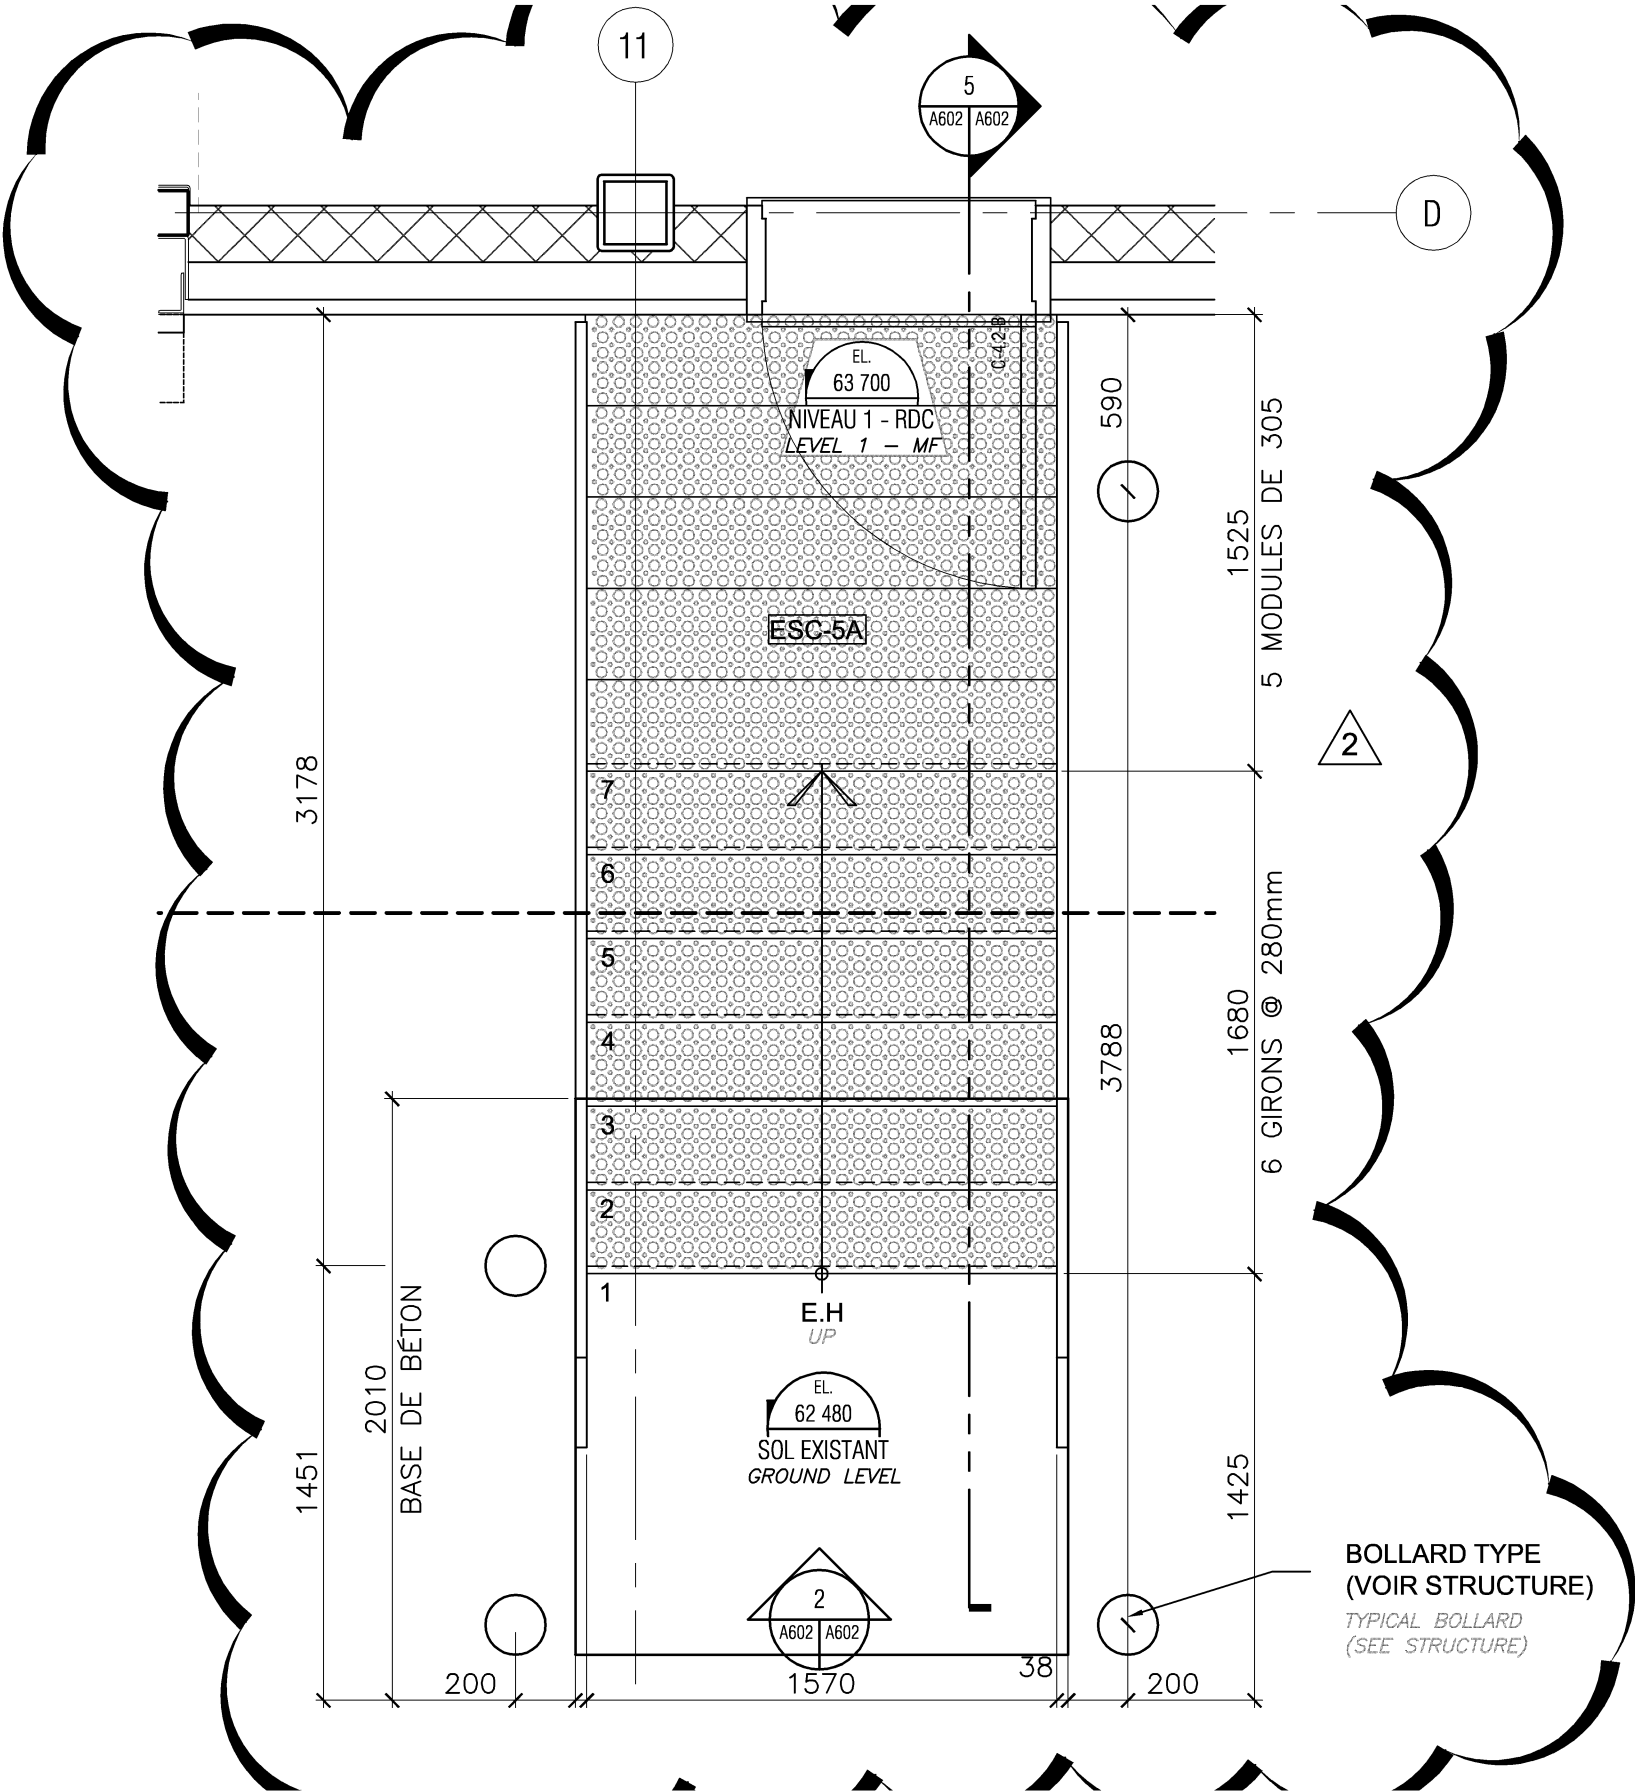 11
5
A602 A602
D
C-4.2-B
EL.
63 700
NIVEAU 1 - RDC
LEVEL 1 - MF
590
1525
5 MODULES DE 305
ESC-5A
2
3178
7
6
5
4
3
2
1
3788
1680
6 GIRONS @ 280mm
E.H
UP
2010
BASE DE BÉTON
1451
EL.
62 480
SOL EXISTANT
GROUND LEVEL
1425
2
A602 A602
BOLLARD TYPE
(VOIR STRUCTURE)
TYPICAL BOLLARD
(SEE STRUCTURE)
200
1570
38
200